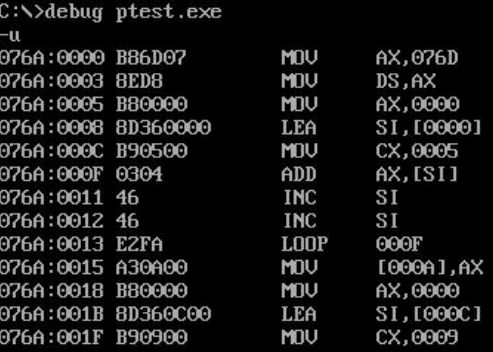 C:\>debug ptest.exe
-u
076A:0000 B86D07 MOV AX,076D
076A:0003 8ED8 MOV DS,AX
076A:0005 B80000 MOV AX,0000
076A:0008 8D360000 LEA SI,[0000]
076A:000C B90500 MOV CX,0005
076A:000F 0304 ADD AX,[SI]
076A:0011 46 INC SI
076A:0012 46 INC SI
076A:0013 E2FA LOOP 000F
076A:0015 A30A00 MOV [000A],AX
076A:0018 B80000 MOV AX,0000
076A:001B 8D360C00 LEA SI,[000C]
076A:001F B90900 MOV CX,0009